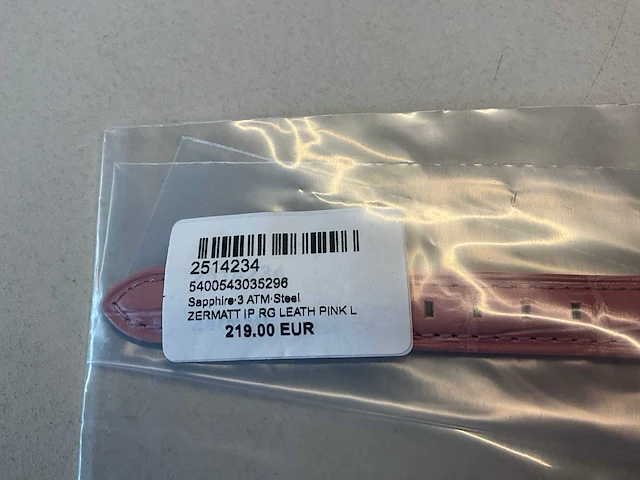 2514234
5400543035296
Sapphire·3 ATM·Steel
ZERMATT IP RG LEATH PINK L
219.00 EUR